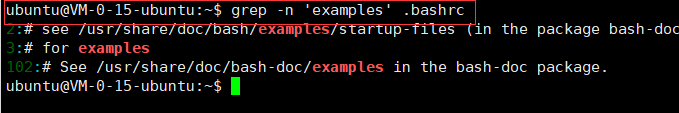 ubuntu@VM-0-15-ubuntu:~$ grep -n 'examples' .bashrc
2:# see /usr/share/doc/bash/examples/startup-files (in the package bash-doc
3:# for examples
102:# See /usr/share/doc/bash-doc/examples in the bash-doc package.
ubuntu@VM-0-15-ubuntu:~$